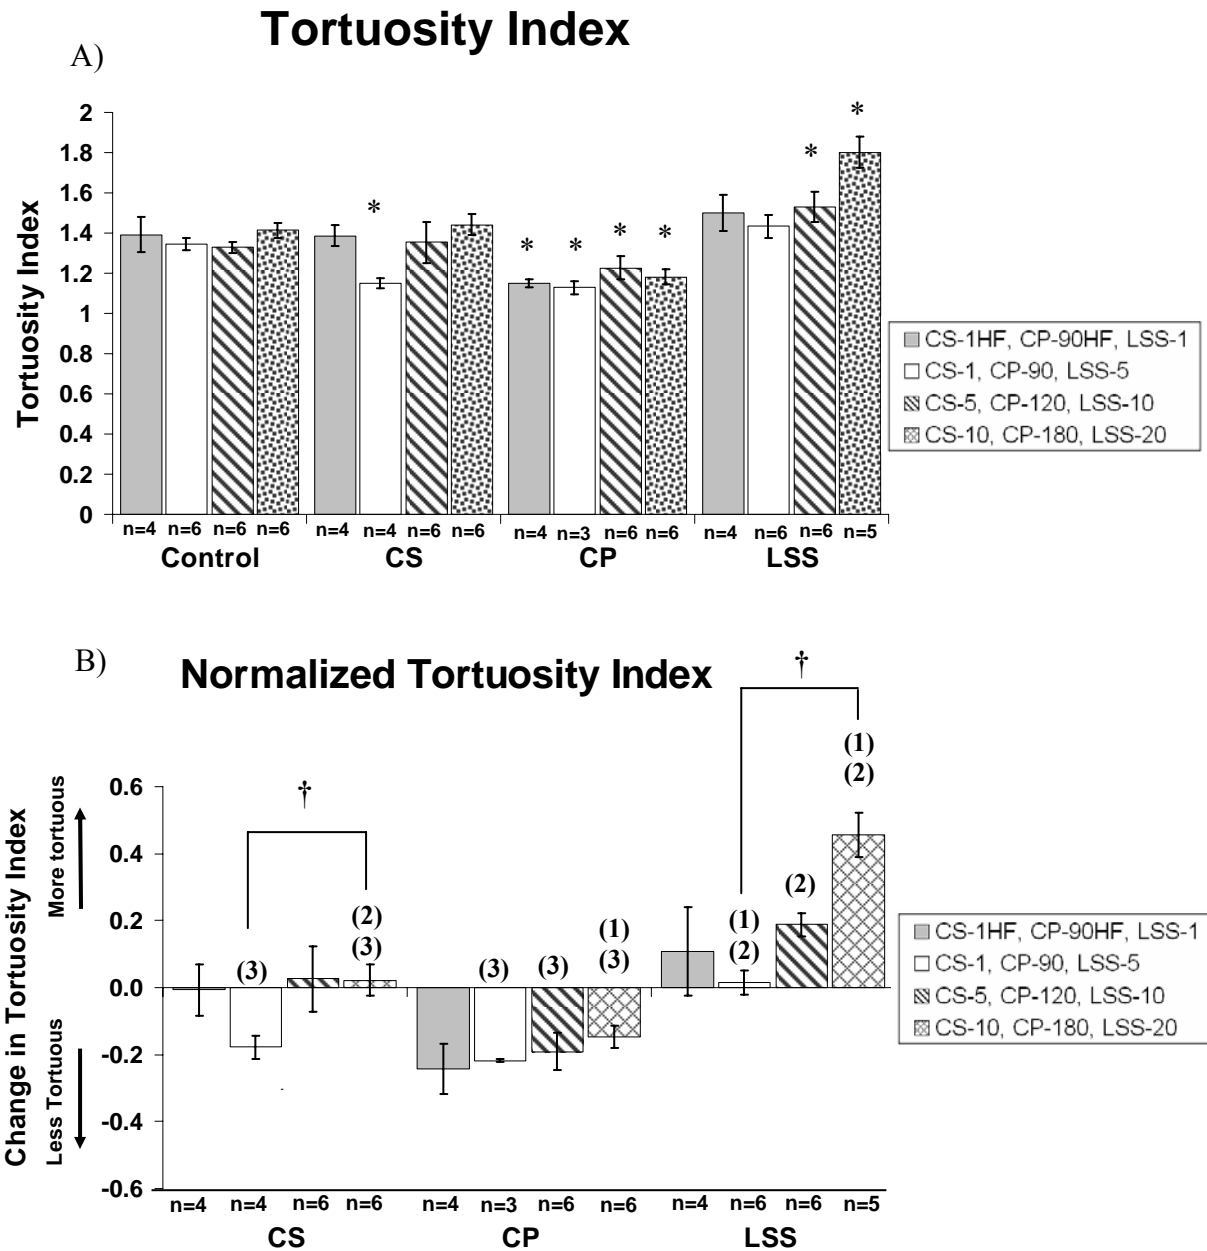 Tortuosity Index
A)
Tortuosity Index
2
1.8
1.6
1.4
1.2
1
0.8
0.6
0.4
0.2
0
* * * * * * *
n=4 n=6 n=6 n=6 n=4 n=4 n=6 n=6 n=4 n=3 n=6 n=6 n=4 n=6 n=6 n=5
Control CS CP LSS
CS-1HF, CP-90HF, LSS-1
CS-1, CP-90, LSS-5
CS-5, CP-120, LSS-10
CS-10, CP-180, LSS-20
B)
Normalized Tortuosity Index
Change in Tortuosity Index
Less Tortuous
More tortuous
0.6
0.4
0.2
0.0
-0.2
-0.4
-0.6
†
(3)
(2)
(3)
(3)
(3)
(1)
(3)
†
(1)
(2)
(2)
(1)
(2)
n=4 n=4 n=6 n=6 n=4 n=3 n=6 n=6 n=4 n=6 n=6 n=5
CS CP LSS
CS-1HF, CP-90HF, LSS-1
CS-1, CP-90, LSS-5
CS-5, CP-120, LSS-10
CS-10, CP-180, LSS-20